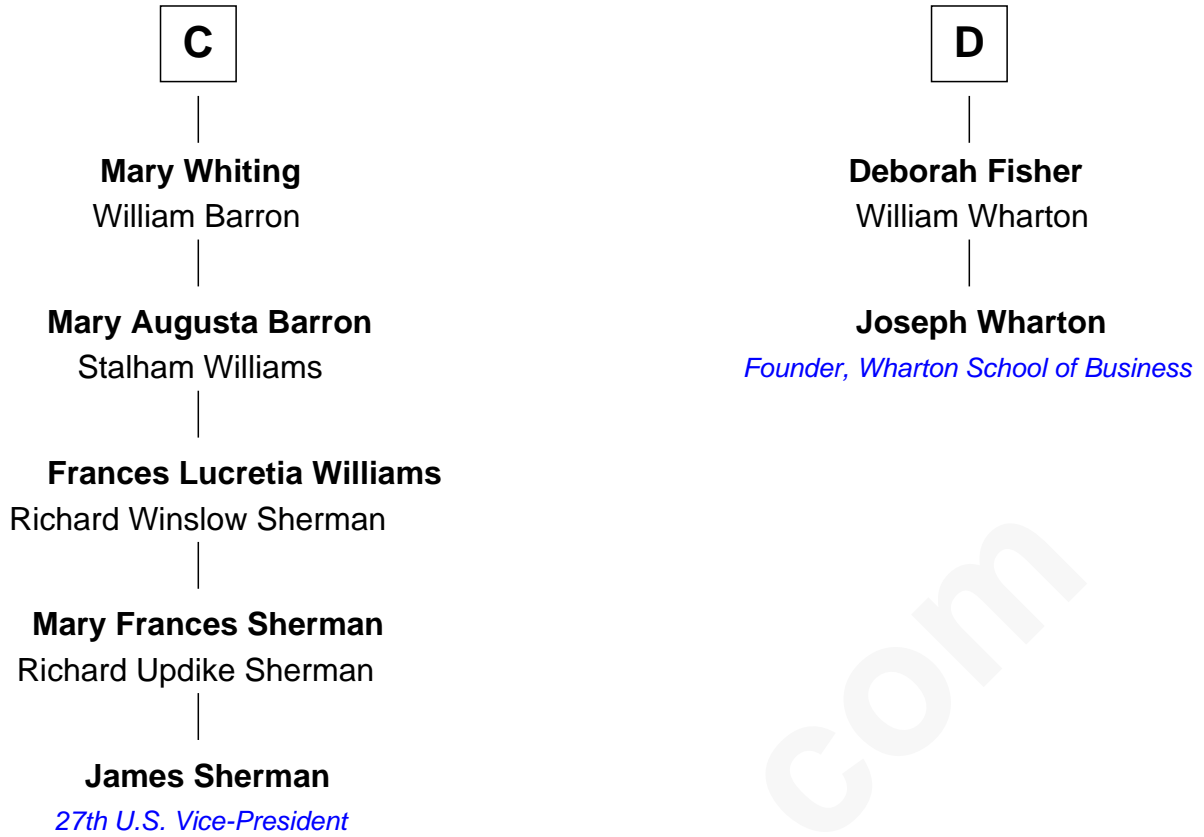 C
Mary Whiting
William Barron
Mary Augusta Barron
Stalham Williams
Frances Lucretia Williams
Richard Winslow Sherman
Mary Frances Sherman
Richard Updike Sherman
James Sherman
27th U.S. Vice-President
D
Deborah Fisher
William Wharton
Joseph Wharton
Founder, Wharton School of Business
com